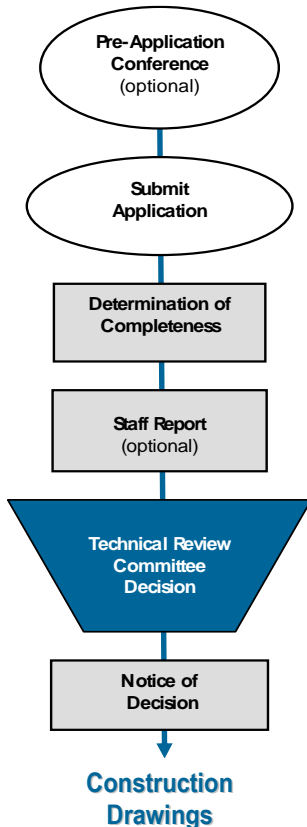 Pre-Application
Conference
(optional)
Submit
Application
Determination of
Completeness
Staff Report
(optional)
Technical Review
Committee
Decision
Notice of
Decision
Construction
Drawings